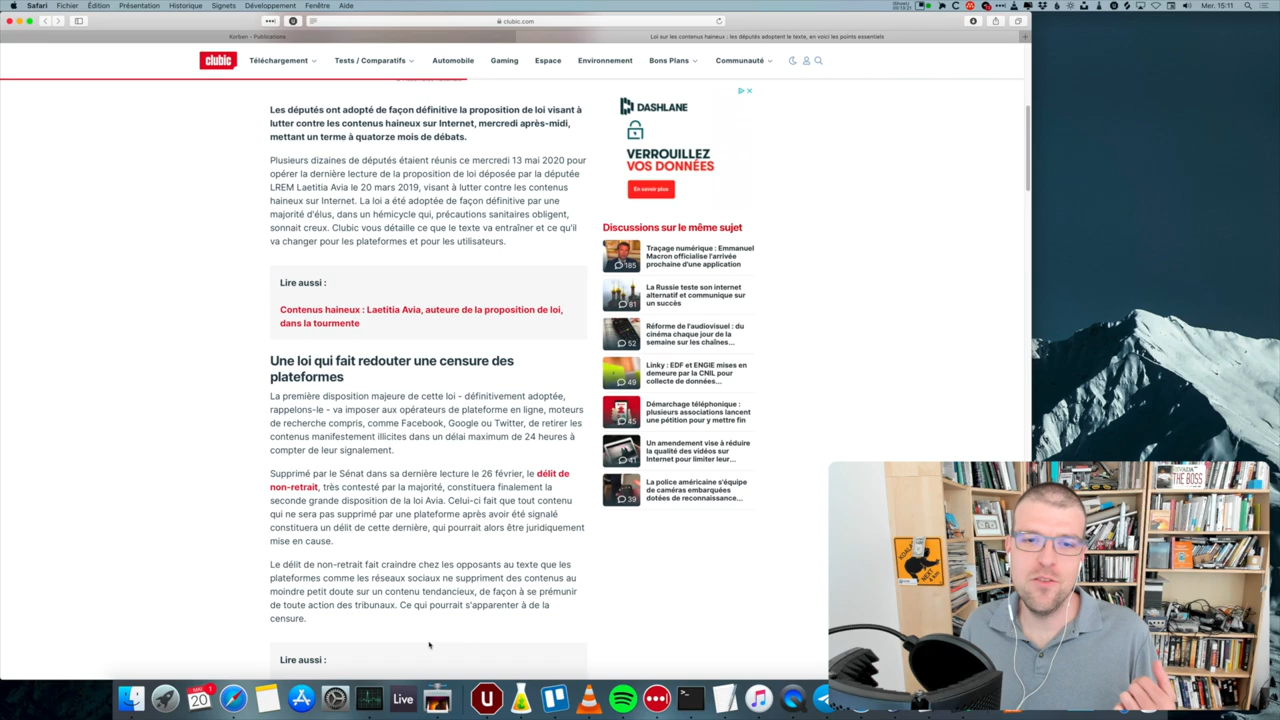 Safari Fichier Édition Présentation Historique Signets Développement Fenêtre Aide
Mer. 15:11
clubic.com
Korben - Publications
Loi sur les contenus haineux : les députés adoptent le texte, en voici les points essentiels
clubic
Téléchargement
Tests / Comparatifs
Automobile
Gaming
Espace
Environnement
Bons Plans
Communauté
Les députés ont adopté de façon définitive la proposition de loi visant à
lutter contre les contenus haineux sur Internet, mercredi après-midi,
mettant un terme à quatorze mois de débats.
Plusieurs dizaines de députés étaient réunis ce mercredi 13 mai 2020 pour
opérer la dernière lecture de la proposition de loi déposée par la députée
LREM Laetitia Avia le 20 mars 2019, visant à lutter contre les contenus
haineux sur Internet. La loi a été adoptée de façon définitive par une
majorité d'élus, dans un hémicycle qui, précautions sanitaires obligent,
sonnait creux. Clubic vous détaille ce que le texte va entraîner et ce qu'il
va changer pour les plateformes et pour les utilisateurs.
Lire aussi :
Contenus haineux : Laetitia Avia, auteure de la proposition de loi,
dans la tourmente
Une loi qui fait redouter une censure des
plateformes
La première disposition majeure de cette loi - définitivement adoptée,
rappelons-le - va imposer aux opérateurs de plateforme en ligne, moteurs
de recherche compris, comme Facebook, Google ou Twitter, de retirer les
contenus manifestement illicites dans un délai maximum de 24 heures à
compter de leur signalement.
Supprimé par le Sénat dans sa dernière lecture le 26 février, le délit de
non-retrait, très contesté par la majorité, constituera finalement la
seconde grande disposition de la loi Avia. Celui-ci fait que tout contenu
qui ne sera pas supprimé par une plateforme après avoir été signalé
constituera un délit de cette dernière, qui pourrait alors être juridiquement
mise en cause.
Le délit de non-retrait fait craindre chez les opposants au texte que les
plateformes comme les réseaux sociaux ne suppriment des contenus au
moindre petit doute sur un contenu tendancieux, de façon à se prémunir
de toute action des tribunaux. Ce qui pourrait s'apparenter à de la
censure.
Lire aussi :
DASHLANE
VERROUILLEZ
VOS DONNÉES
En savoir plus
Discussions sur le même sujet
185
Traçage numérique : Emmanuel
Macron officialise l'arrivée
prochaine d'une application
81
La Russie teste son internet
alternatif et communique sur
un succès
52
Réforme de l'audiovisuel : du
cinéma chaque jour de la
semaine sur les chaînes...
49
Linky : EDF et ENGIE mises en
demeure par la CNIL pour
collecte de données...
45
Démarchage téléphonique :
plusieurs associations lancent
une pétition pour y mettre fin
41
Un amendement vise à réduire
la qualité des vidéos sur
Internet pour limiter leur...
39
La police américaine s'équipe
de caméras embarquées
dotées de reconnaissance...
THE BOSS
KOALAS
NEXT
MAI
20
1
Live
U